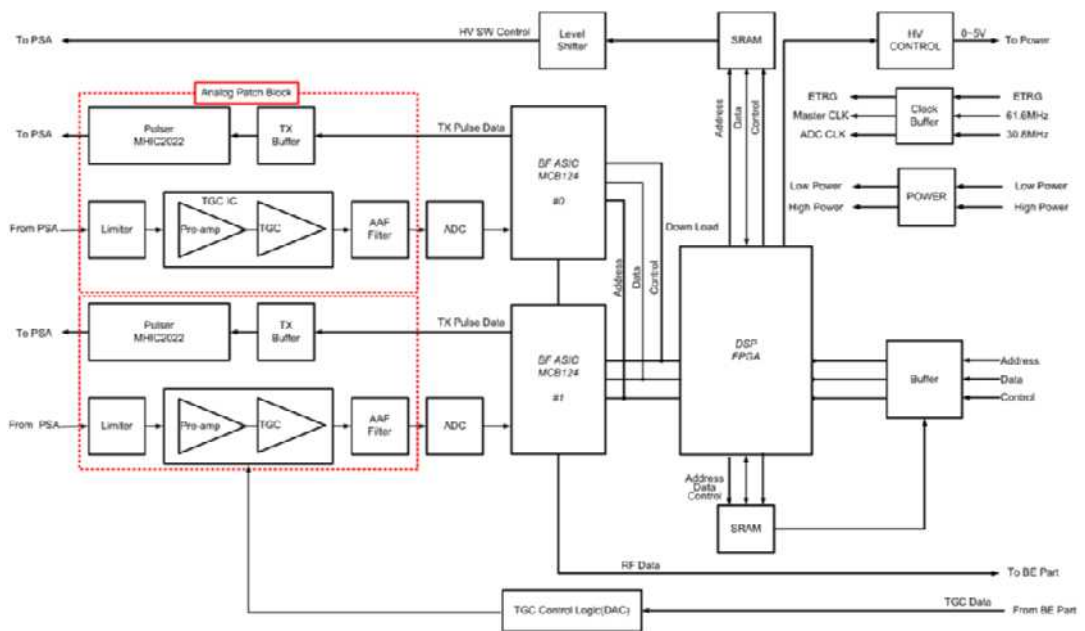 To PSA
HV SW Control
Level
Shifter
SRAM
HV
CONTROL
0~5V
To Power
Analog Patch Block
To PSA
Pulser
MHIC2022
TX
Buffer
TX Pulse Data
BF ASIC
MCB124
#0
Address
Data
Control
ETRG
Master CLK
ADC CLK
Clock
Buffer
ETRG
61.6MHz
30.8MHz
Low Power
High Power
POWER
Low Power
High Power
From PSA
Limiter
TGC IC
Pre-amp
TGC
AAF
Filter
ADC
Down Load
Address
Data
Control
To PSA
Pulser
MHIC2022
TX
Buffer
TX Pulse Data
BF ASIC
MCB124
#1
DSP
FPGA
Buffer
Address
Data
Control
From PSA
Limiter
Pre-amp
TGC
AAF
Filter
ADC
Address
Data
Control
SRAM
RF Data
To BE Part
TGC Control Logic(DAC)
TGC Data
From BE Part